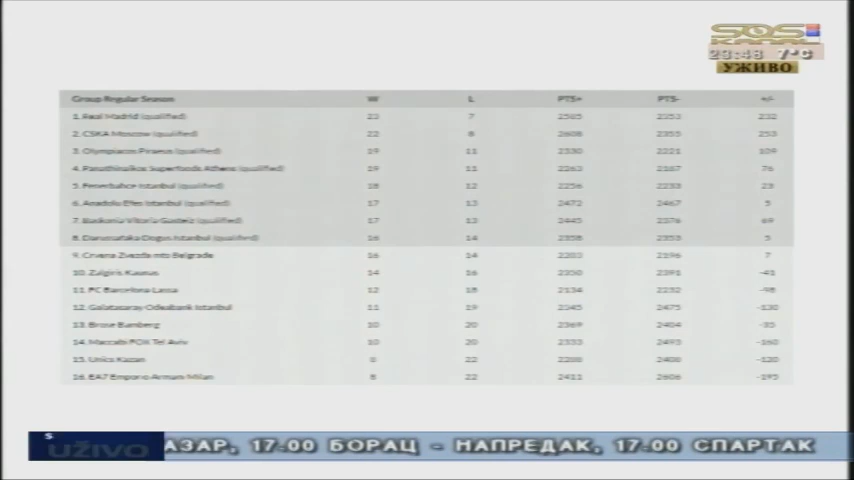 SOS
KANAL
23:48 7°C
УЖИВО
Group Regular Season W L PTS+ PTS- +/-
1. Real Madrid (qualified) 23 7 2585 2353 232
2. CSKA Moscow (qualified) 22 8 2608 2355 253
3. Olympiacos Piraeus (qualified) 19 11 2330 2221 109
4. Panathinaikos Superfoods Athens (qualified) 19 11 2263 2187 76
5. Fenerbahce Istanbul (qualified) 18 12 2256 2233 23
6. Anadolu Efes Istanbul (qualified) 17 13 2472 2467 5
7. Baskonia Vitoria Gasteiz (qualified) 17 13 2445 2376 69
8. Darussafaka Dogus Istanbul (qualified) 16 14 2358 2353 5
9. Crvena Zvezda mts Belgrade 16 14 2203 2196 7
10. Zalgiris Kaunas 14 16 2350 2391 -41
11. FC Barcelona Lassa 12 18 2134 2232 -98
12. Galatasaray Odeabank Istanbul 11 19 2345 2475 -130
13. Brose Bamberg 10 20 2369 2404 -35
14. Maccabi FOX Tel Aviv 10 20 2333 2493 -160
15. Unics Kazan 8 22 2288 2408 -120
16. EA7 Emporio Armani Milan 8 22 2411 2606 -195
S
UŽIVO АЗАР, 17:00 БОРАЦ - НАПРЕДАК, 17:00 СПАРТАК